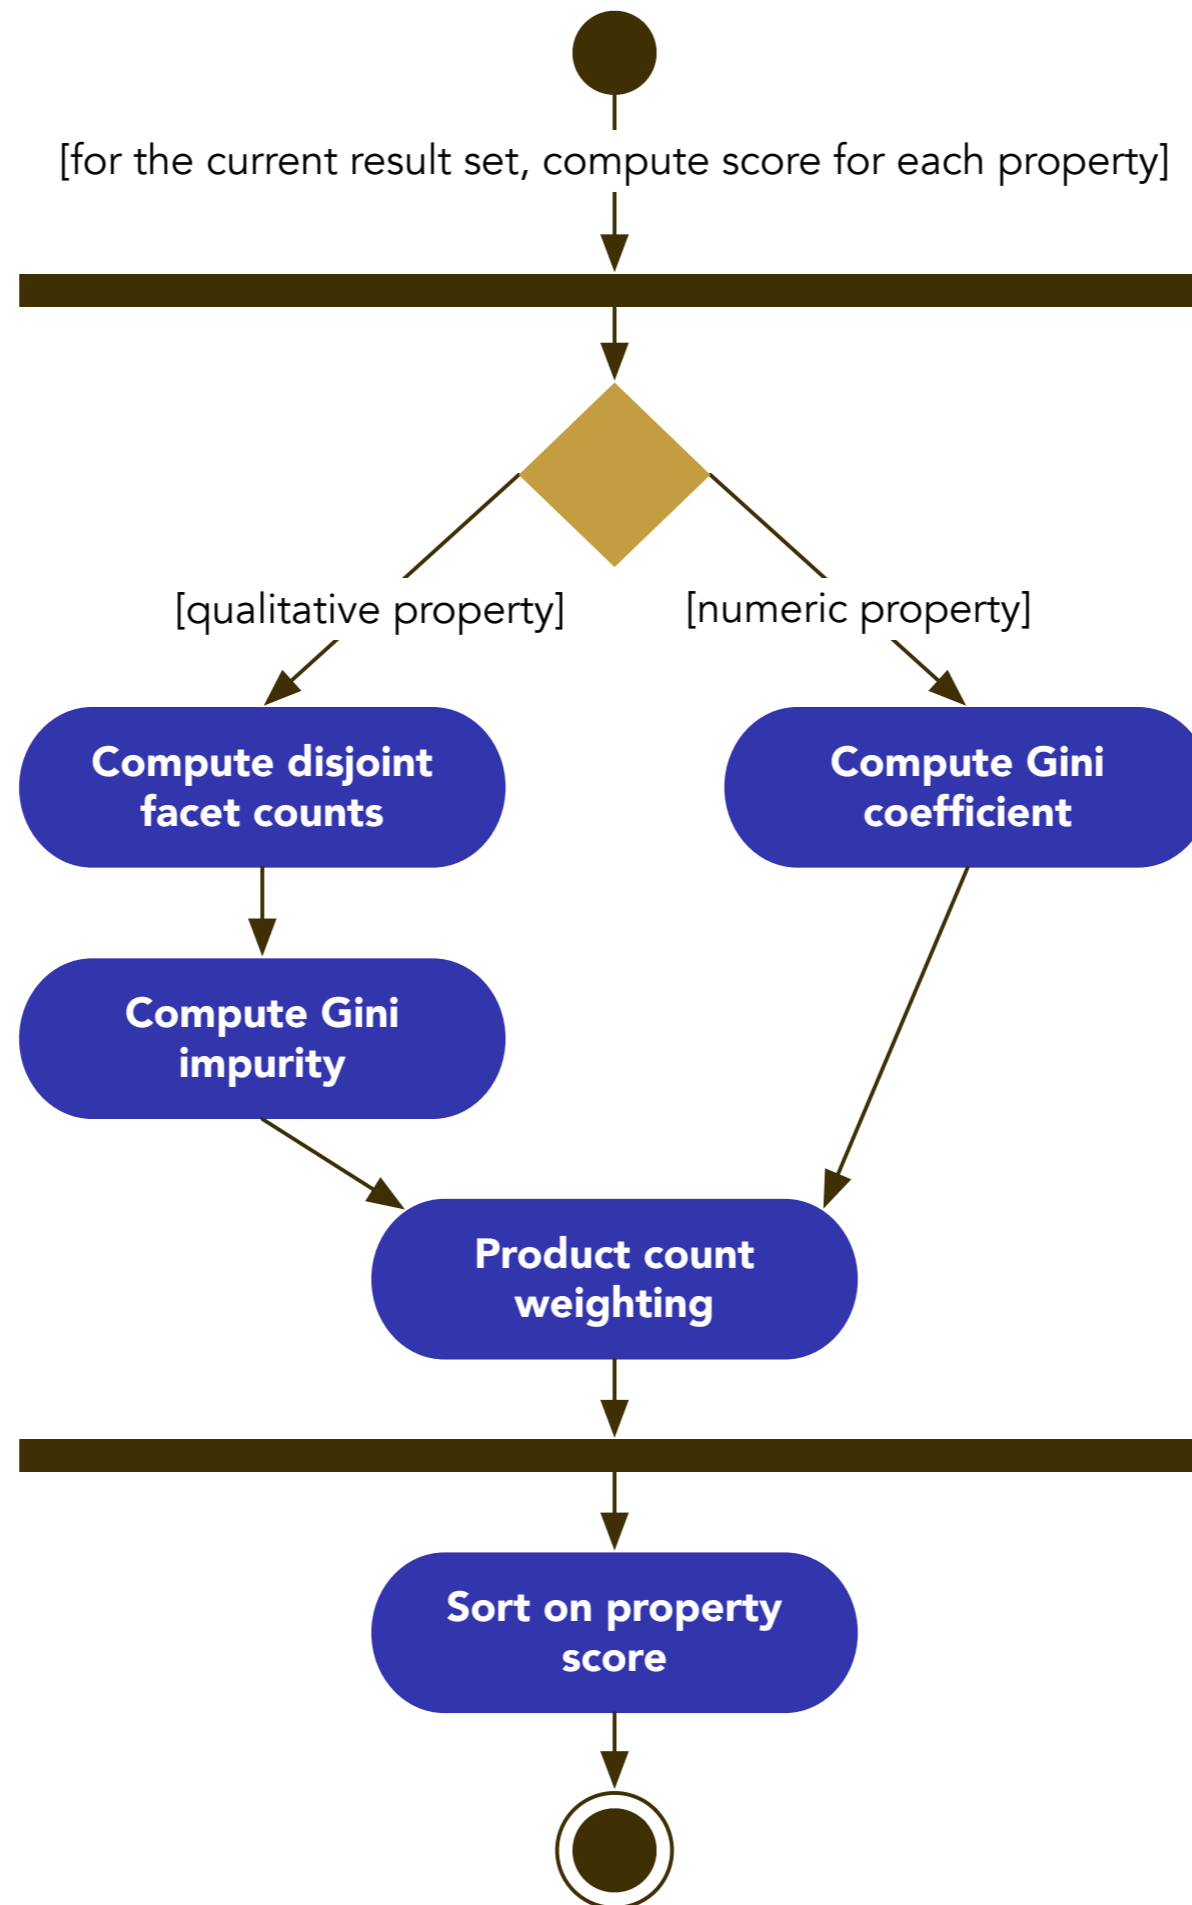 [for the current result set, compute score for each property]
[qualitative property]
[numeric property]
Compute disjoint
facet counts
Compute Gini
coefficient
Compute Gini
impurity
Product count
weighting
Sort on property
score